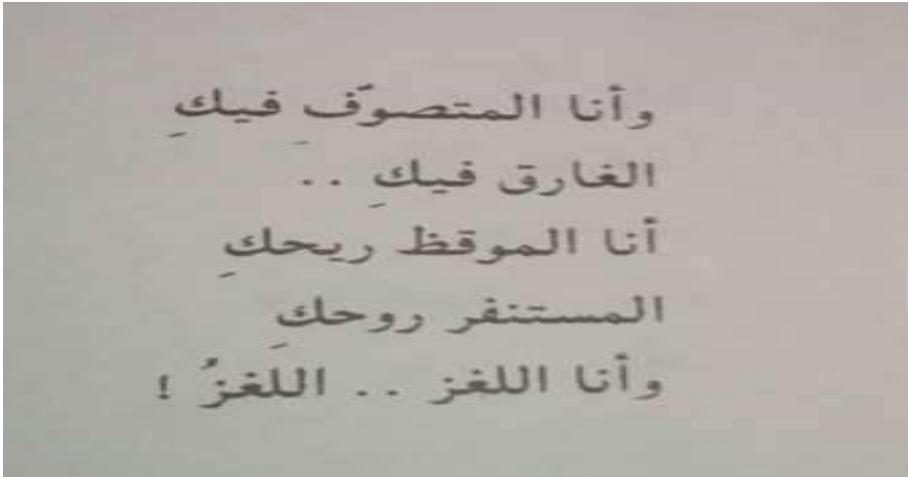 وأنا المتصوّفِ فيكِ
الغارق فيكِ ..
أنا الموقظ ريحكِ
المستنفر روحكِ
وأنا اللغز .. اللغزُ !